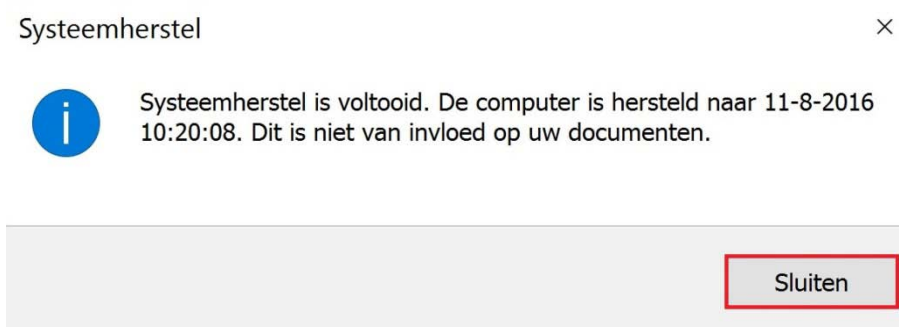 Systeemherstel
Systeemherstel is voltooid. De computer is hersteld naar 11-8-2016
10:20:08. Dit is niet van invloed op uw documenten.
Sluiten